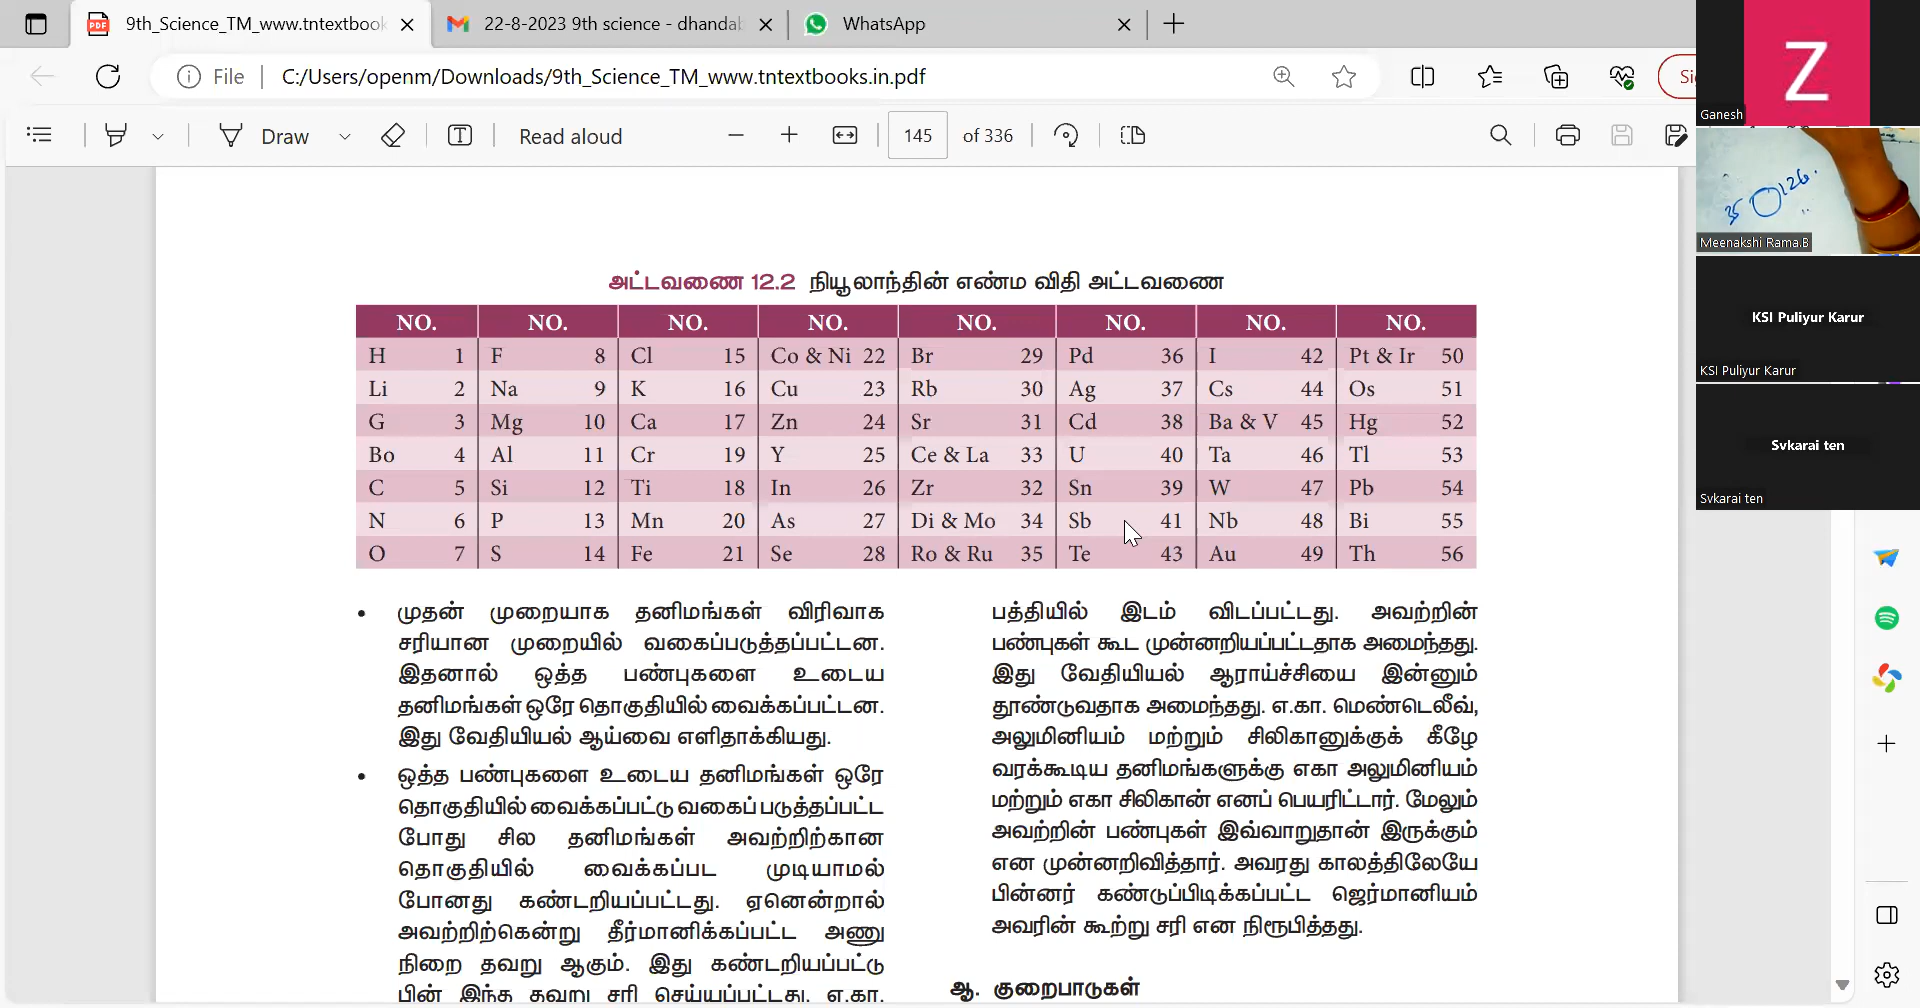 9th_Science_TM_www.tntextbook
22-8-2023 9th science - dhandab
WhatsApp
File
C:/Users/openm/Downloads/9th_Science_TM_www.tntextbooks.in.pdf
Draw
Read aloud
145 of 336
Z
Ganesh
35 126
Meenakshi Rama.B
KSI Puliyur Karur
KSI Puliyur Karur
Svkarai ten
Svkarai ten
அட்டவணை 12.2 நியூலாந்தின் எண்ம விதி அட்டவணை
NO. NO. NO. NO. NO. NO. NO. NO.
H 1 F 8 Cl 15 Co & Ni 22 Br 29 Pd 36 I 42 Pt & Ir 50
Li 2 Na 9 K 16 Cu 23 Rb 30 Ag 37 Cs 44 Os 51
G 3 Mg 10 Ca 17 Zn 24 Sr 31 Cd 38 Ba & V 45 Hg 52
Bo 4 Al 11 Cr 19 Y 25 Ce & La 33 U 40 Ta 46 Tl 53
C 5 Si 12 Ti 18 In 26 Zr 32 Sn 39 W 47 Pb 54
N 6 P 13 Mn 20 As 27 Di & Mo 34 Sb 41 Nb 48 Bi 55
O 7 S 14 Fe 21 Se 28 Ro & Ru 35 Te 43 Au 49 Th 56
• முதன் முறையாக தனிமங்கள் விரிவாக
சரியான முறையில் வகைப்படுத்தப்பட்டன.
இதனால் ஒத்த பண்புகளை உடைய
தனிமங்கள் ஒரே தொகுதியில் வைக்கப்பட்டன.
இது வேதியியல் ஆய்வை எளிதாக்கியது.
• ஒத்த பண்புகளை உடைய தனிமங்கள் ஒரே
தொகுதியில் வைக்கப்பட்டு வகைப்படுத்தப்பட்ட
போது சில தனிமங்கள் அவற்றிற்கான
தொகுதியில் வைக்கப்பட முடியாமல்
போனது கண்டறியப்பட்டது. ஏனென்றால்
அவற்றிற்கென்று தீர்மானிக்கப்பட்ட அணு
நிறை தவறு ஆகும். இது கண்டறியப்பட்டு
பின் இந்த தவறு சரி செய்யப்பட்டது. எ.கா.
பத்தியில் இடம் விடப்பட்டது. அவற்றின்
பண்புகள் கூட முன்னறியப்பட்டதாக அமைந்தது.
இது வேதியியல் ஆராய்ச்சியை இன்னும்
தூண்டுவதாக அமைந்தது. எ.கா. மெண்டெலீவ்,
அலுமினியம் மற்றும் சிலிகானுக்குக் கீழே
வரக்கூடிய தனிமங்களுக்கு எகா அலுமினியம்
மற்றும் எகா சிலிகான் எனப் பெயரிட்டார். மேலும்
அவற்றின் பண்புகள் இவ்வாறுதான் இருக்கும்
என முன்னறிவித்தார். அவரது காலத்திலேயே
பின்னர் கண்டுப்பிடிக்கப்பட்ட ஜெர்மானியம்
அவரின் கூற்று சரி என நிரூபித்தது.
ஆ. குறைபாடுகள்